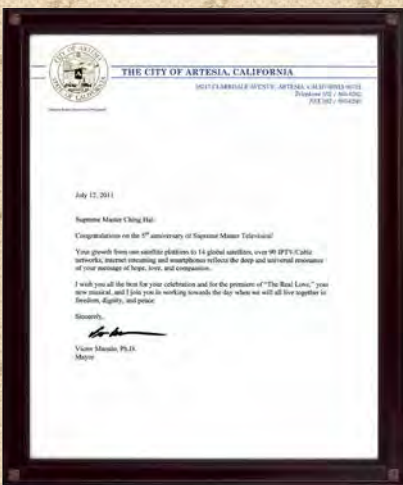 THE CITY OF ARTESIA, CALIFORNIA
CLARKDALE AVENUE, ARTESIA, CALIFORNIA 90701
July 12, 2011
Supreme Master Ching Hai:
Congratulations on the 5th anniversary of Supreme Master Television!
Your growth from one satellite platform to 14 global satellites, over 90 IPTV/Cable
networks, internet streaming and smartphones reflects the deep and universal resonance
of your message of hope, love, and compassion.
I wish you all the best for your celebration and for the premiere of "The Real Love," your
new musical, and I join you in working towards the day when we will all live together in
freedom, dignity, and peace.
Sincerely,
Victor Manalo, Ph.D.
Mayor